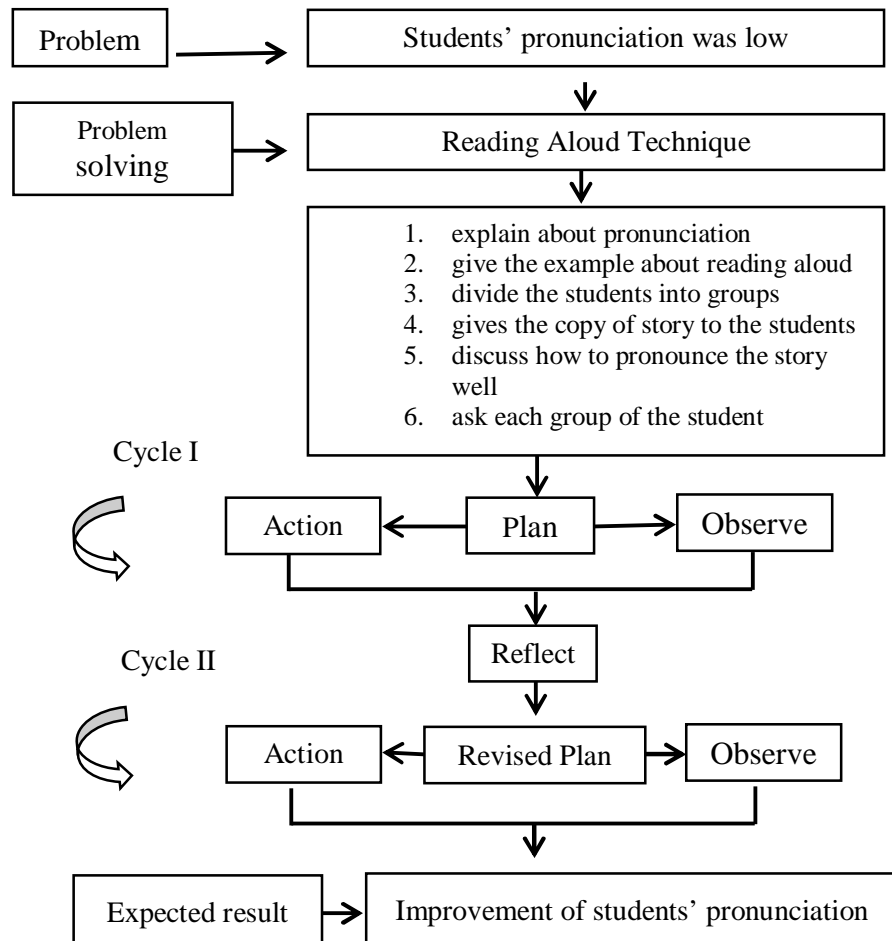 Problem
Students’ pronunciation was low
Problem
solving
Reading Aloud Technique
1. explain about pronunciation
2. give the example about reading aloud
3. divide the students into groups
4. gives the copy of story to the students
5. discuss how to pronounce the story
well
6. ask each group of the student
Cycle I
Action
Plan
Observe
Reflect
Cycle II
Action
Revised Plan
Observe
Expected result
Improvement of students’ pronunciation